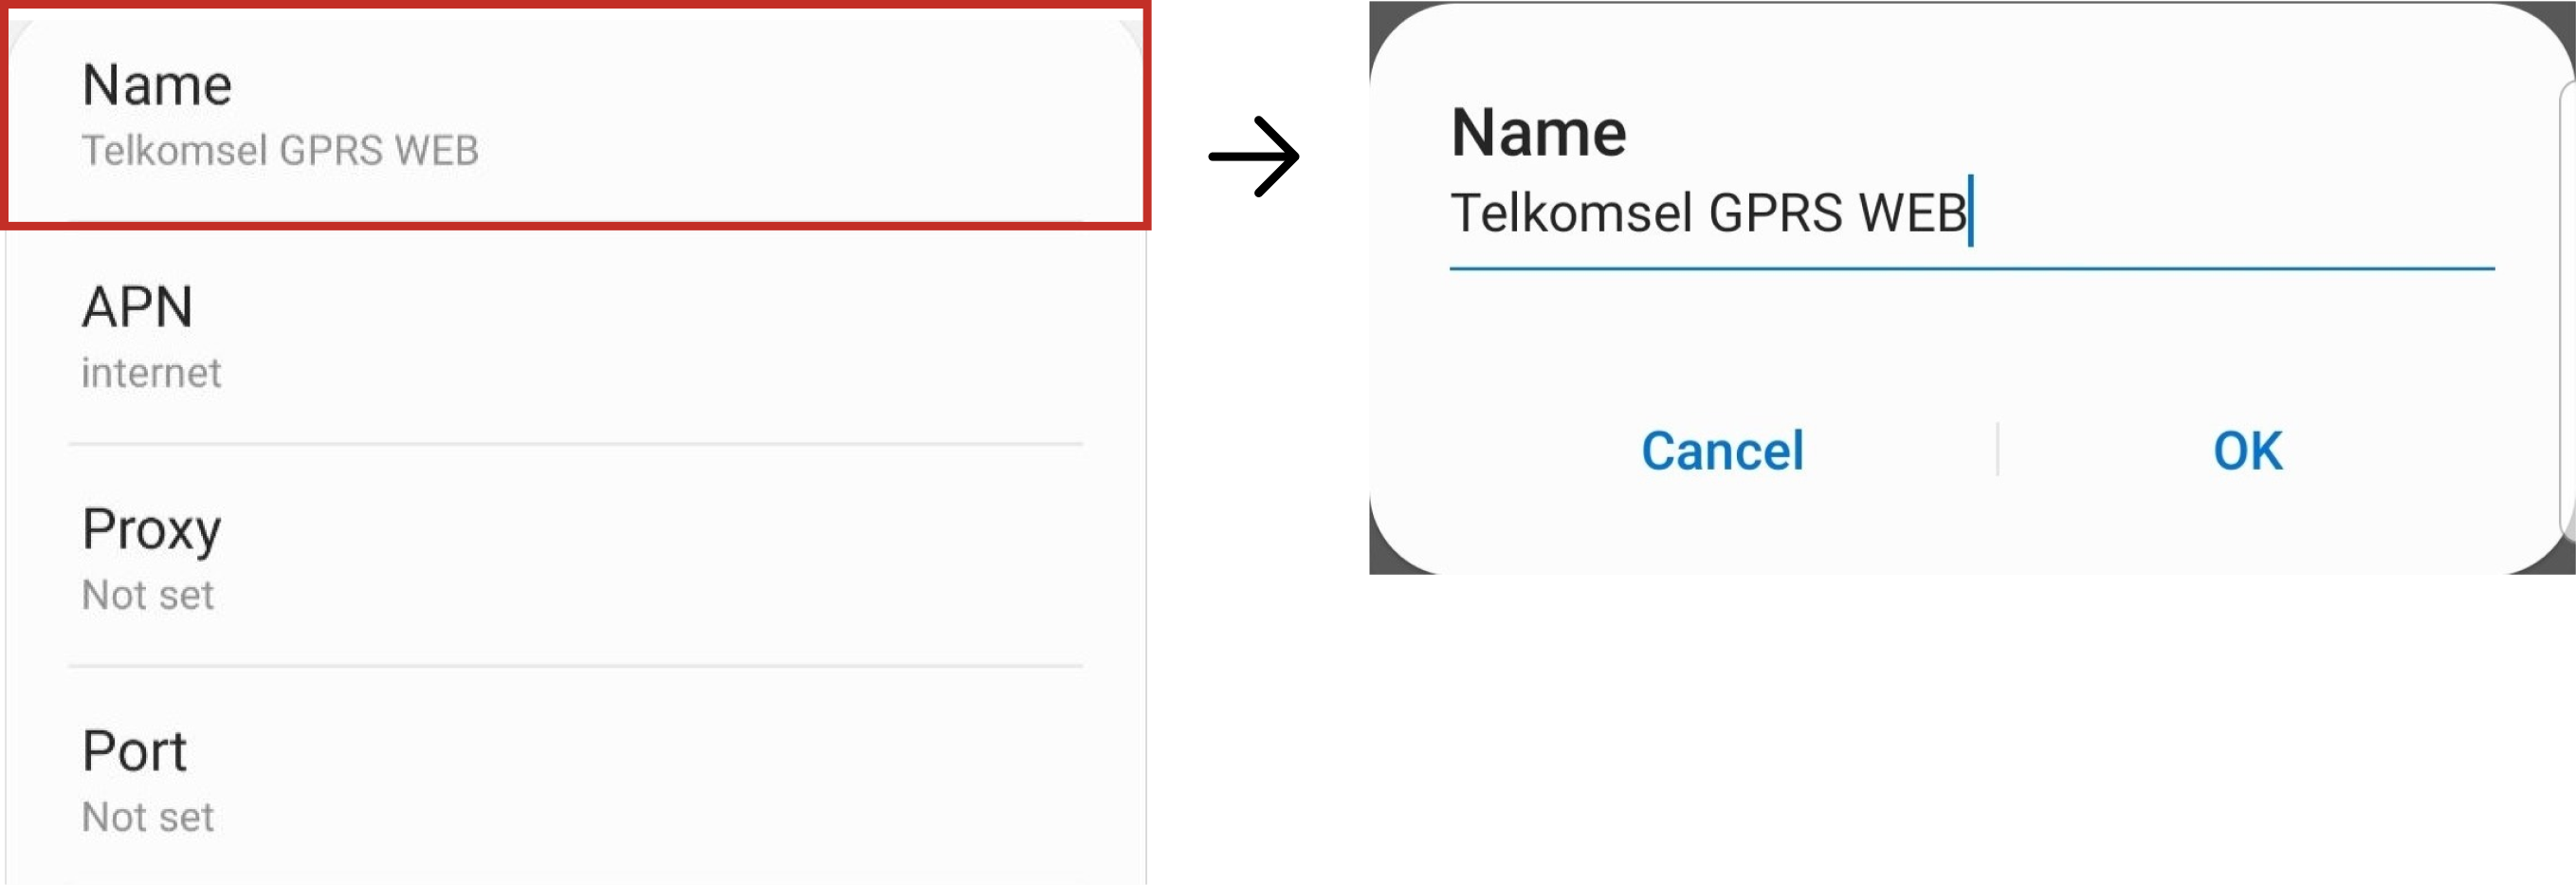 Name
Telkomsel GPRS WEB
APN
internet
Proxy
Not set
Port
Not set
Name
Telkomsel GPRS WEB
Cancel
OK